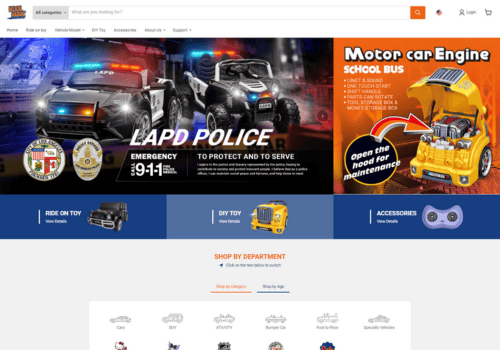 All categories
What are you looking for?
Login
Home
Ride on toy
Vehicle Model
DIY Toy
Accessories
About Us
Support
LAPD
LAPD POLICE
EMERGENCY
CALL 9-1-1
TO PROTECT AND TO SERVE
Motor car Engine
SCHOOL BUS
• LIGHT & SOUND
• ONE TOUCH START
• SHIFT HANDLE
• PARTS CAN ROTATE
• TOOL STORAGE BOX &
MONEY STORAGE BOX
Open the
hood for
maintenance
RIDE ON TOY
View Details
DIY TOY
View Details
ACCESSORIES
View Details
SHOP BY DEPARTMENT
Click on the text below to switch
Shop by Category
Shop by Age
Cars
SUV
ATV/UTV
Bumper Car
Foot to Floor
Specialty Vehicles